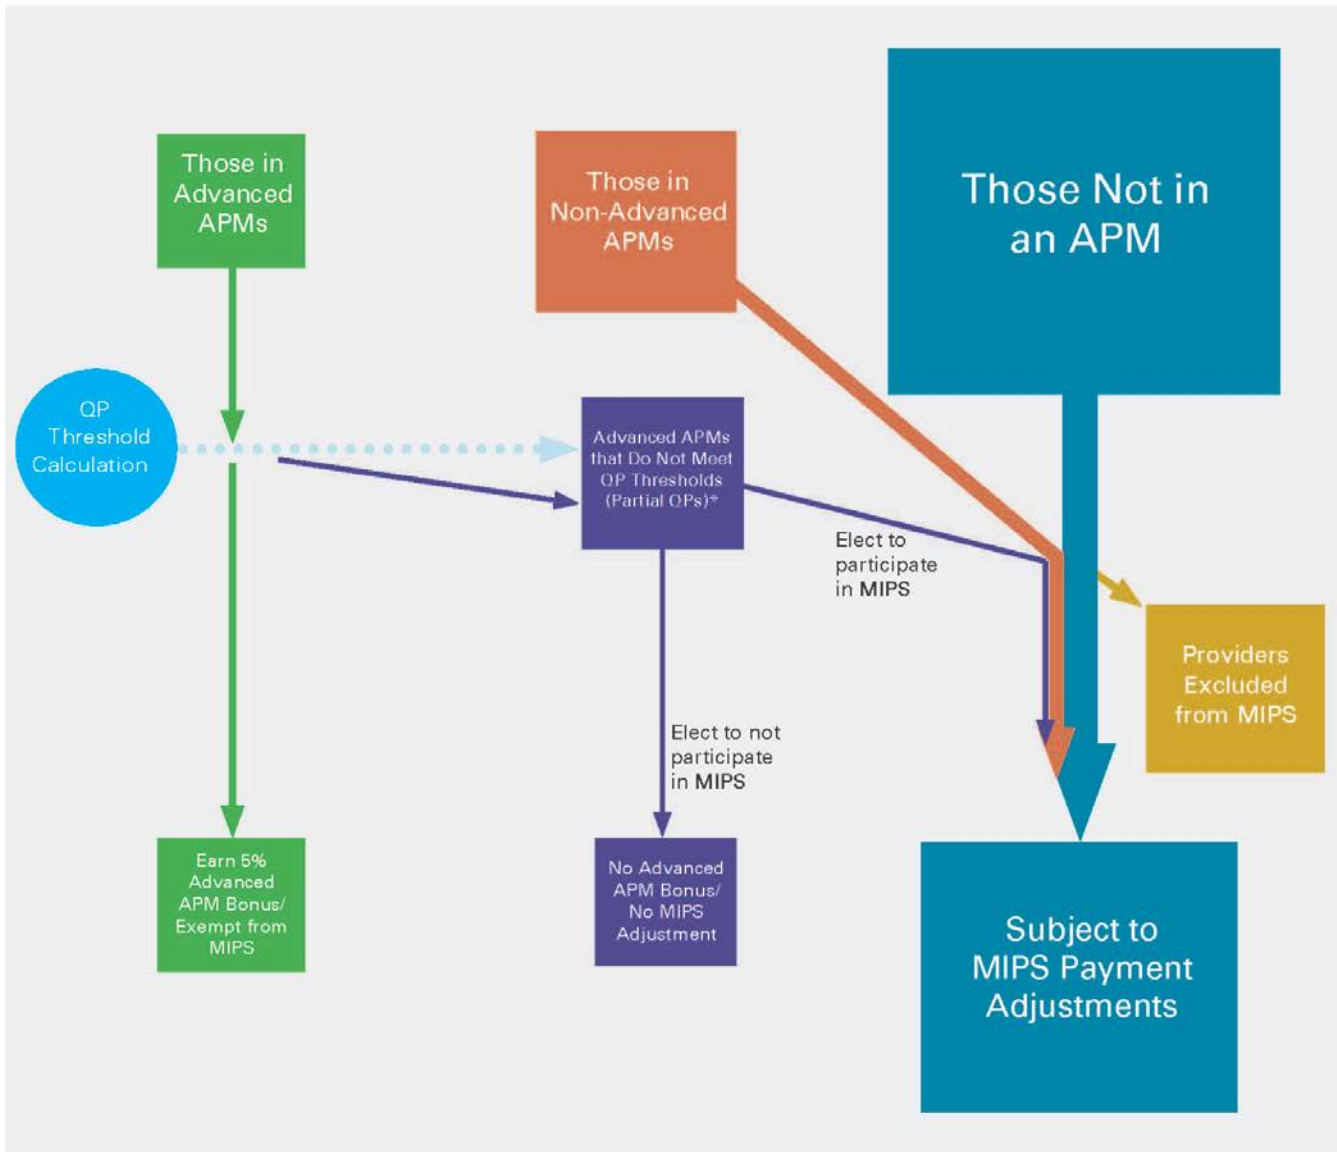 Those in
Advanced
APMs
Those in
Non-Advanced
APMs
Those Not in
an APM
QP
Threshold
Calculation
Advanced APMs
that Do Not Meet
QP Thresholds
(Partial QPs)*
Elect to
participate
in MIPS
Providers
Excluded
from MIPS
Elect to not
participate
in MIPS
Earn 5%
Advanced
APM Bonus/
Exempt from
MIPS
No Advanced
APM Bonus/
No MIPS
Adjustment
Subject to
MIPS Payment
Adjustments